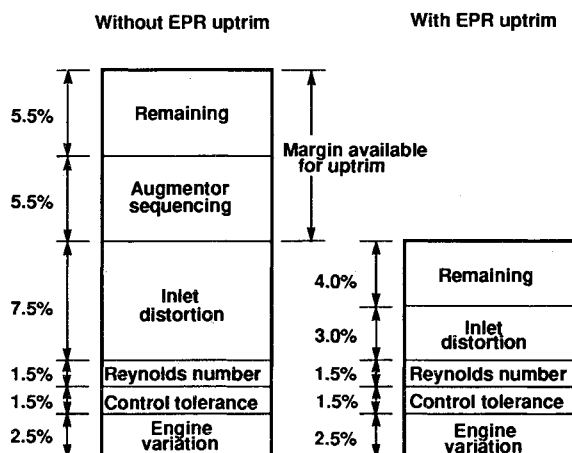 Without EPR uptrim
With EPR uptrim
5.5%
Remaining
Margin available
for uptrim
5.5%
Augmentor
sequencing
7.5%
Inlet
distortion
1.5%
Reynolds number
1.5%
Control tolerance
2.5%
Engine
variation
4.0%
Remaining
3.0%
Inlet
distortion
1.5%
Reynolds number
1.5%
Control tolerance
2.5%
Engine
variation